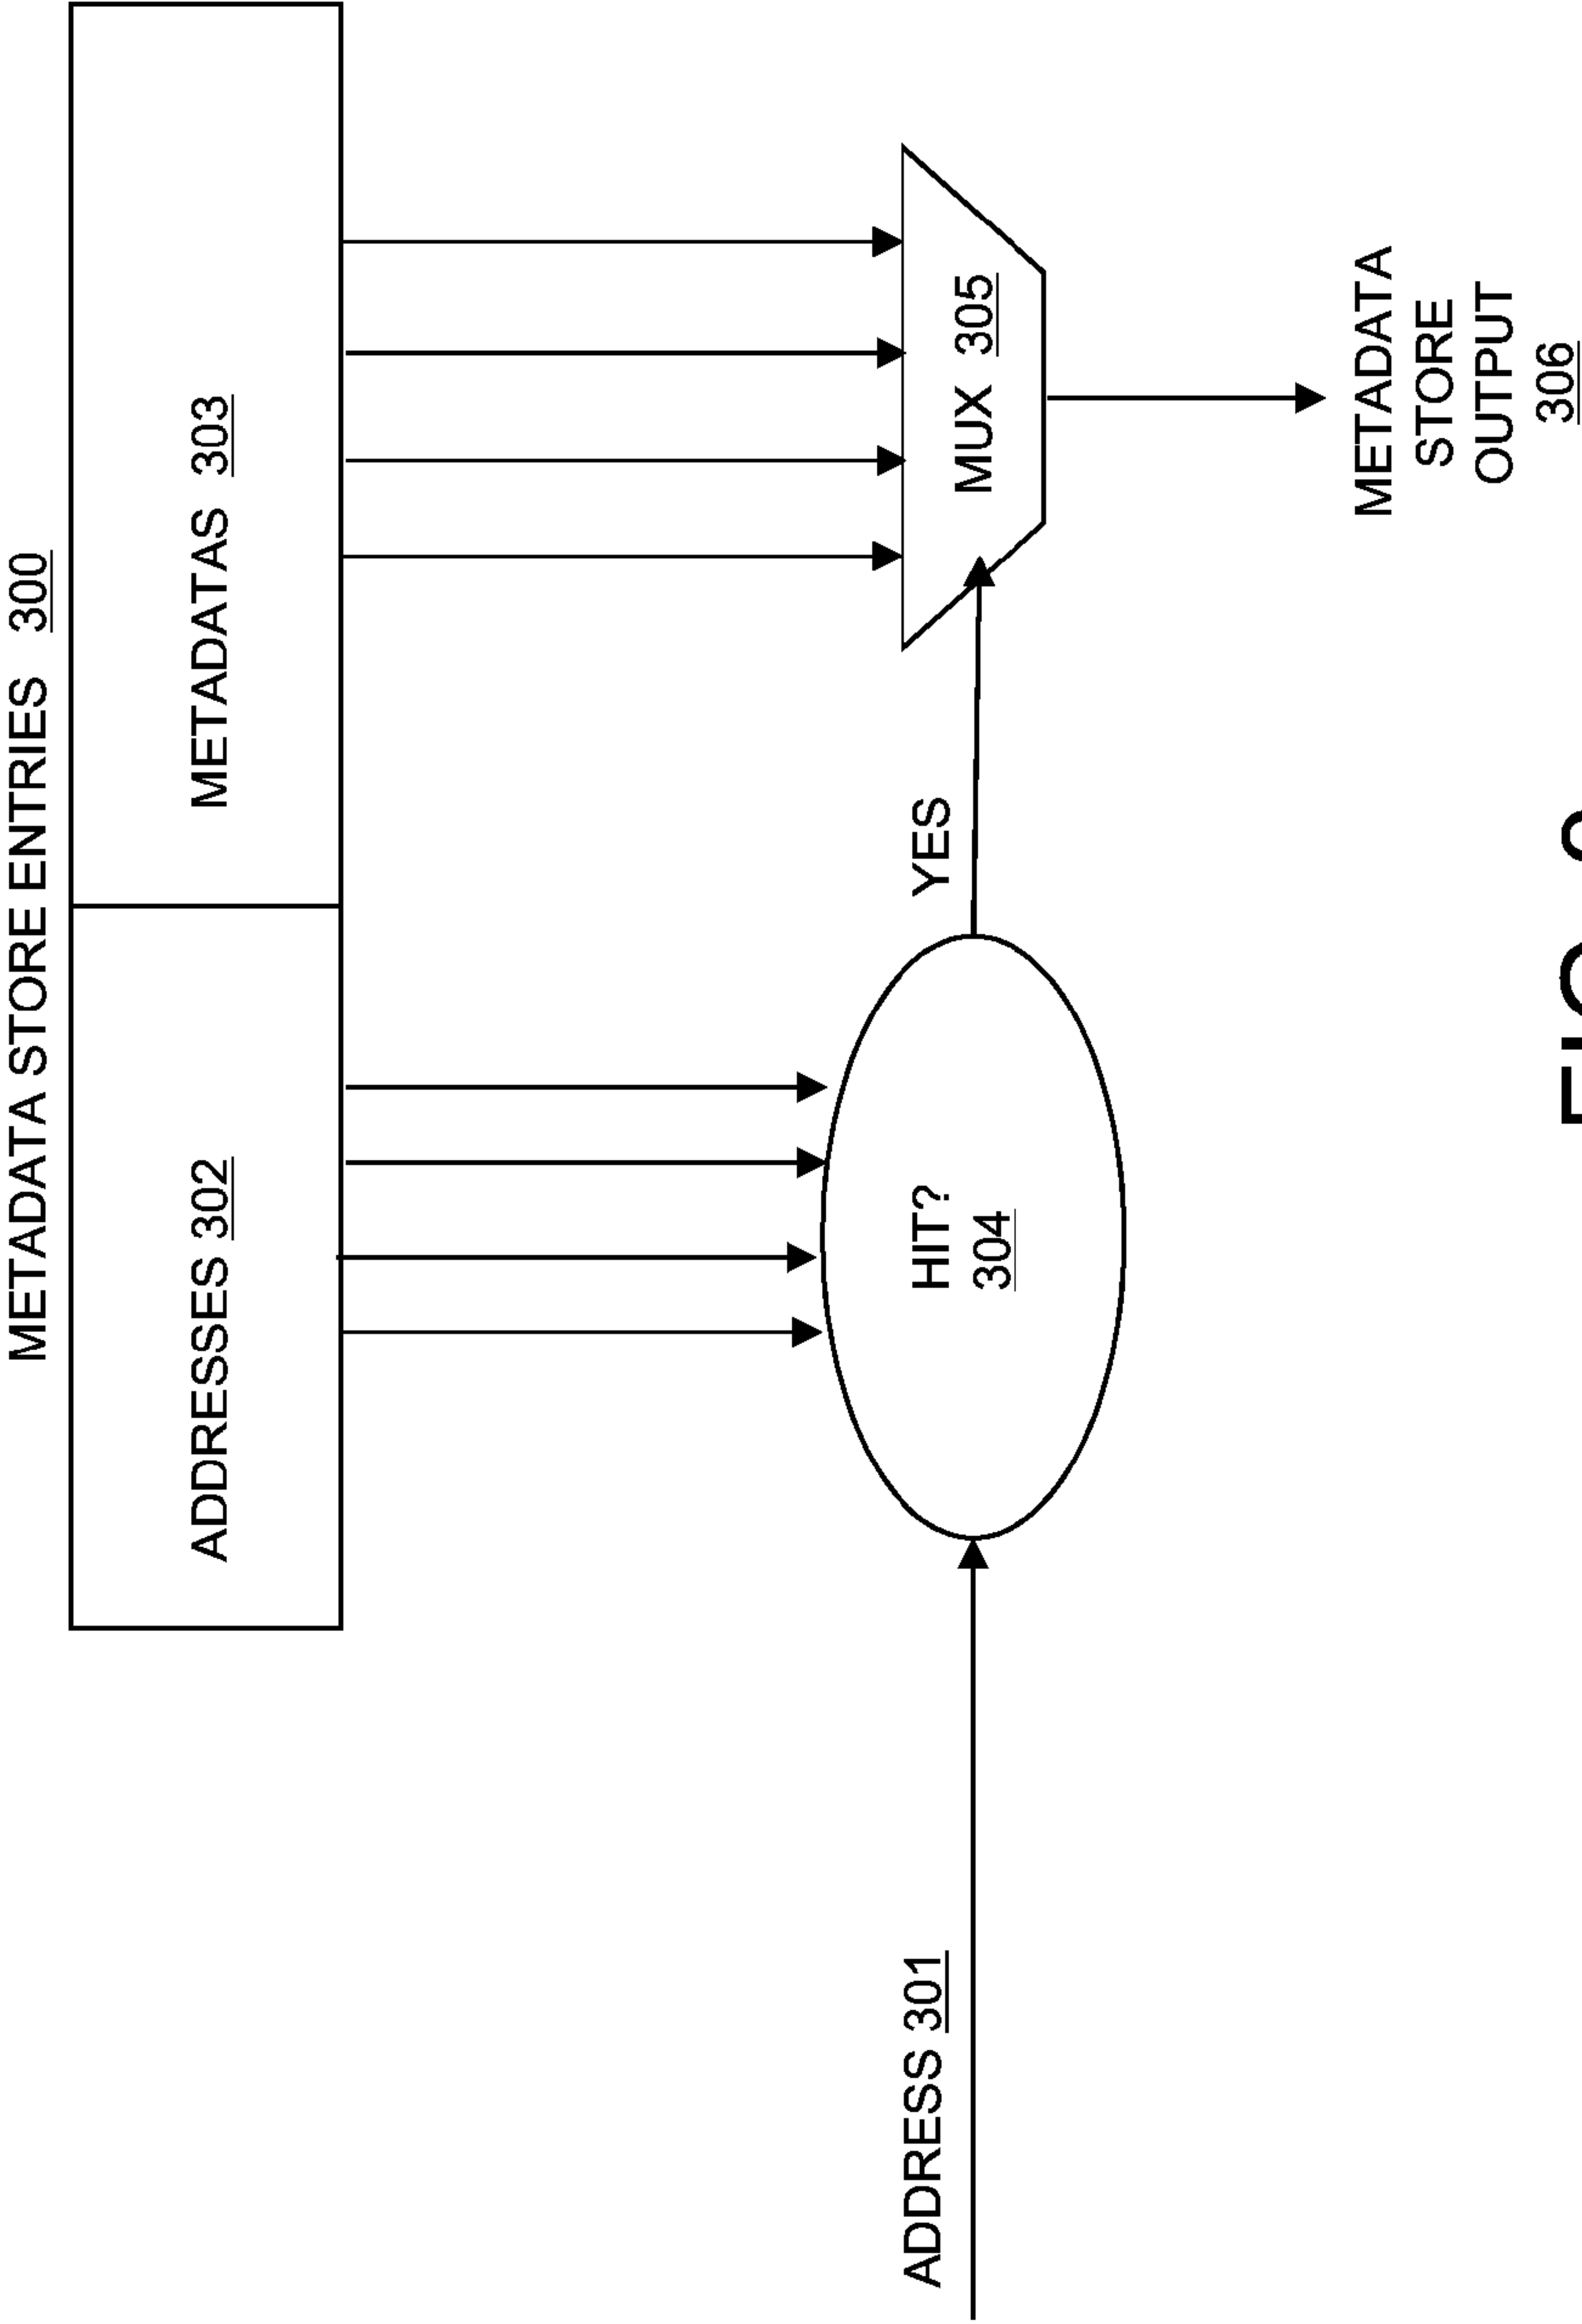 METADATA STORE ENTRIES 300
ADDRESSES 302
METADATAS 303
HIT?
304
YES
MUX 305
ADDRESS 301
METADATA
STORE
OUTPUT
306